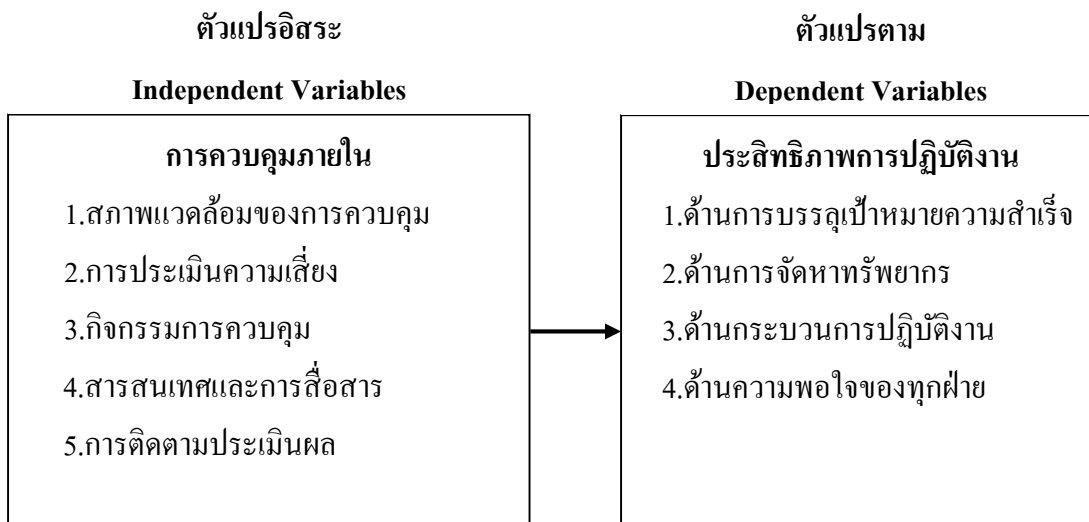 ตัวแปรอิสระ
Independent Variables
การควบคุมภายใน
1.สภาพแวดล้อมของการควบคุม
2.การประเมินความเสี่ยง
3.กิจกรรมการควบคุม
4.สารสนเทศและการสื่อสาร
5.การติดตามประเมินผล
ตัวแปรตาม
Dependent Variables
ประสิทธิภาพการปฏิบัติงาน
1.ด้านการบรรลุเป้าหมายความสำเร็จ
2.ด้านการจัดหาทรัพยากร
3.ด้านกระบวนการปฏิบัติงาน
4.ด้านความพอใจของทุกฝ่าย